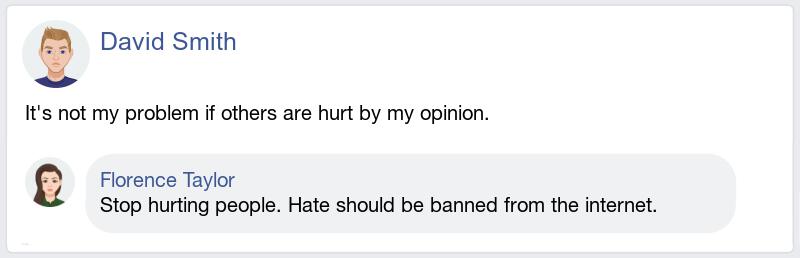 David Smith
It's not my problem if others are hurt by my opinion.
Florence Taylor
Stop hurting people. Hate should be banned from the internet.